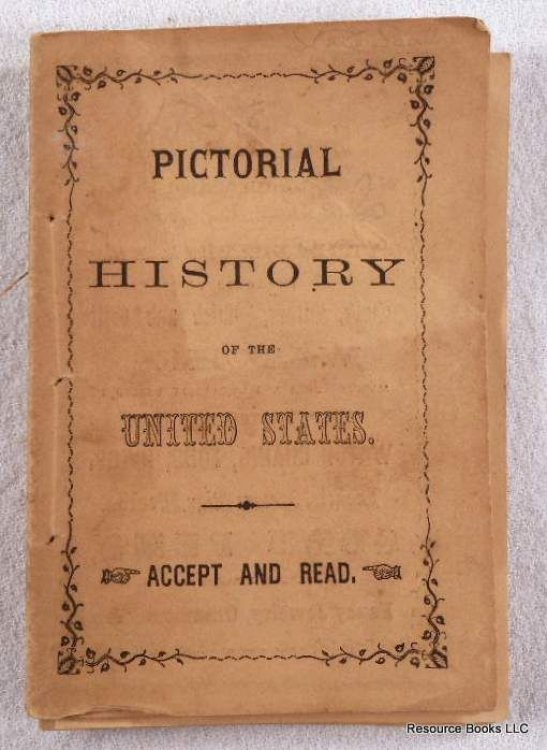 PICTORIAL
HISTORY
OF THE
UNITED STATES.
ACCEPT AND READ.
Resource Books LLC